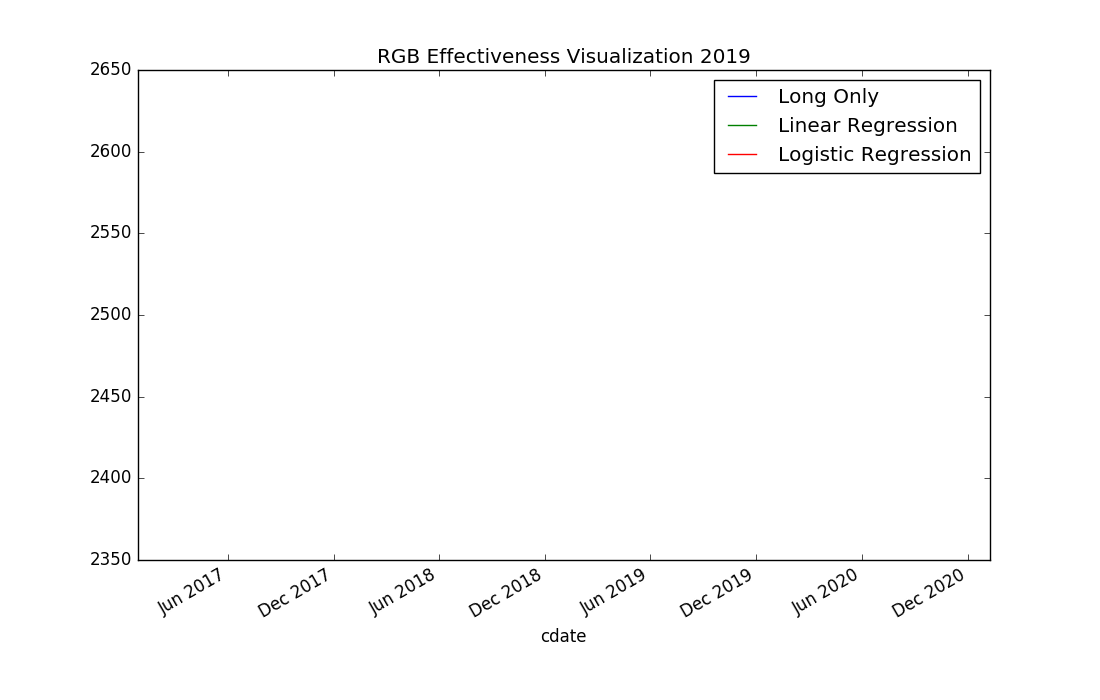 RGB Effectiveness Visualization 2019
2650
2600
2550
2500
2450
2400
2350
Long Only
Linear Regression
Logistic Regression
Jun 2017
Dec 2017
Jun 2018
Dec 2018
Jun 2019
Dec 2019
Jun 2020
Dec 2020
cdate